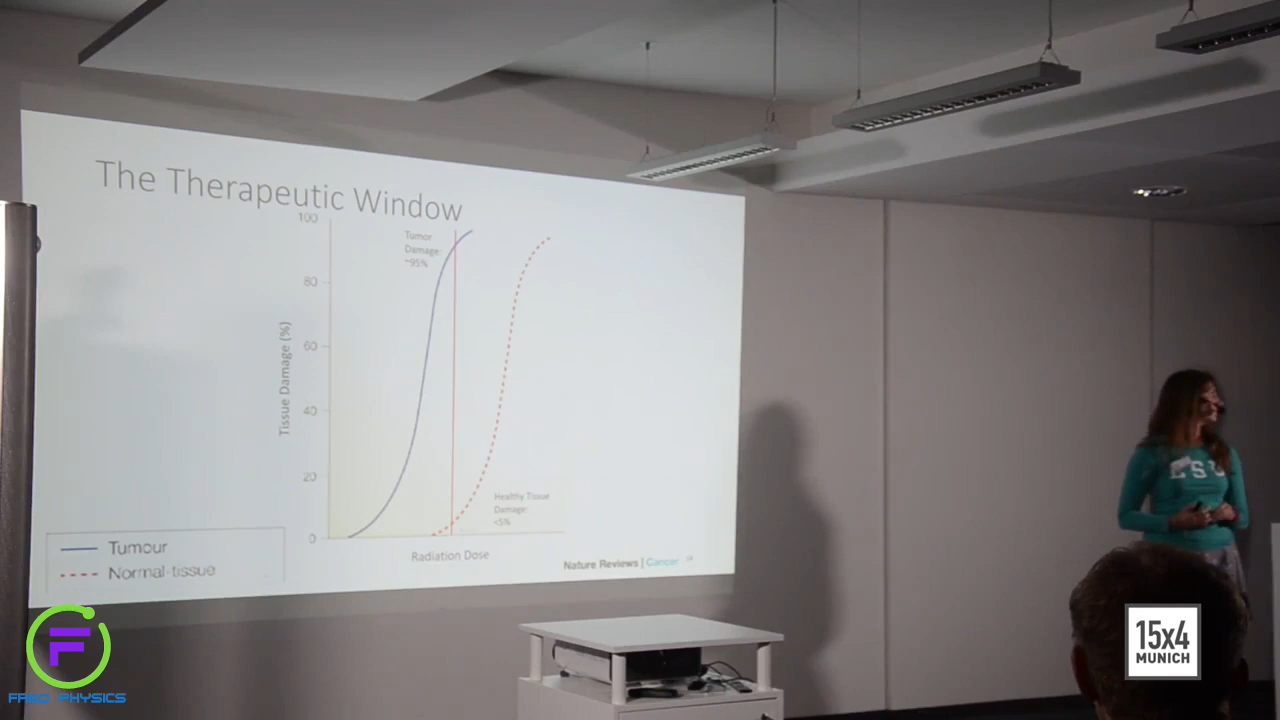 The Therapeutic Window
100
Tumor
Damage:
~95%
80
60
Tissue Damage (%)
40
20
Healthy Tissue
Damage:
<5%
0
Radiation Dose
Tumour
Normal-tissue
Nature Reviews | Cancer
F
FRED PHYSICS
15x4
MUNICH